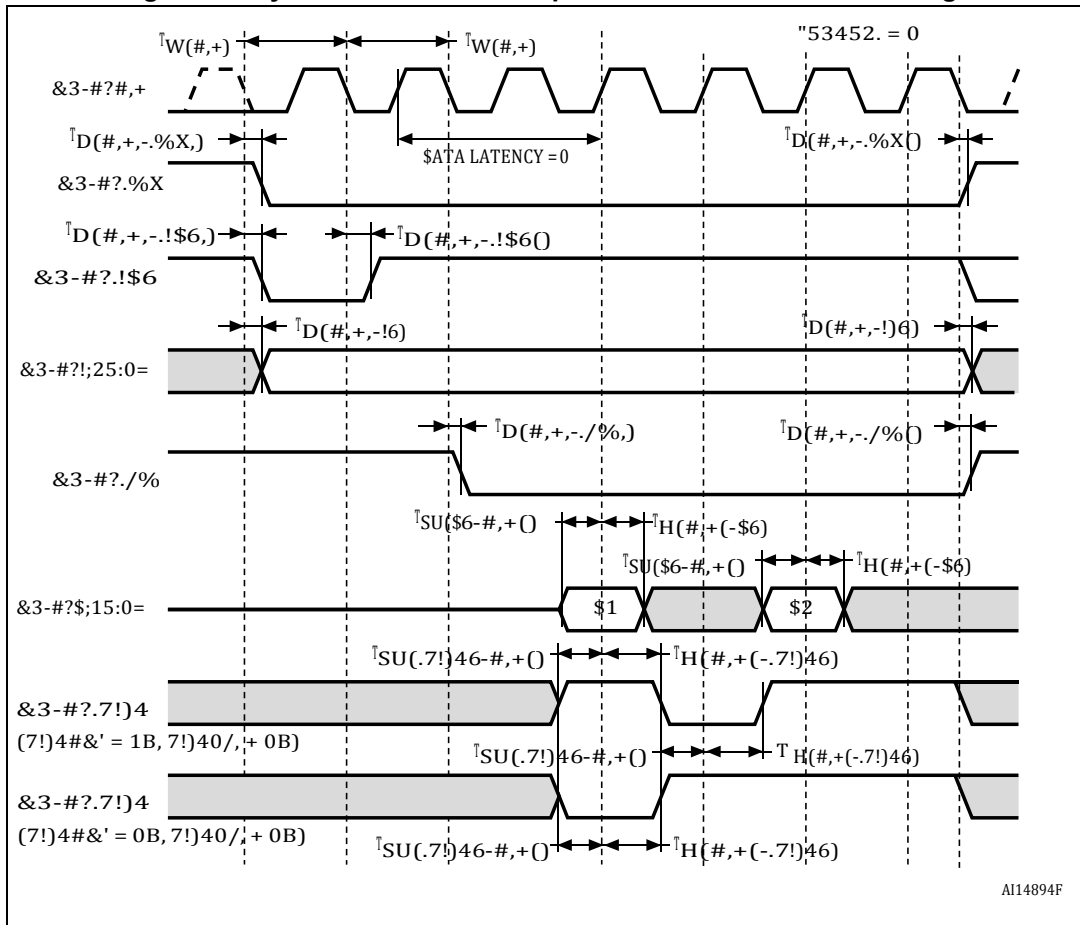 TW(#,+) TW(#,+) "53452. = 0
&3-#?#,+
TD(#,+,-.%X,) $ATA LATENCY = 0 TD(#,+,-.%X()
&3-#?.%X
TD(#,+,-.!$6,) TD(#,+,-.!$6()
&3-#?.!$6
TD(#,+,-!6) TD(#,+,-!)6)
&3-#?!;25:0=
TD(#,+,-./%,) TD(#,+,-./%()
&3-#?./%
TSU($6-#,+() TH(#,+(-$6)
TSU($6-#,+() TH(#,+(-$6)
&3-#?$;15:0= $1 $2
TSU(.7!)46-#,+() TH(#,+(-.7!)46)
&3-#?.7!)4
(7!)4#&' = 1B, 7!)40/,+ 0B)
TSU(.7!)46-#,+() TH(#,+(-.7!)46)
&3-#?.7!)4
(7!)4#&' = 0B, 7!)40/,+ 0B)
TSU(.7!)46-#,+() TH(#,+(-.7!)46)
AI14894F